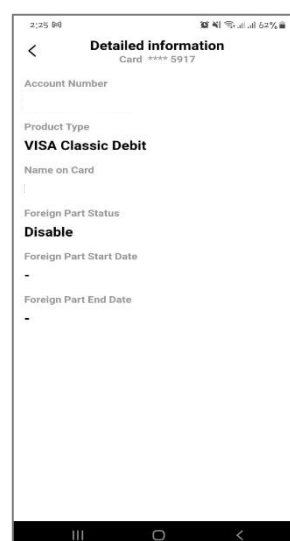 2:25
62%
Detailed information
Card **** 5917
Account Number
Product Type
VISA Classic Debit
Name on Card
Foreign Part Status
Disable
Foreign Part Start Date
-
Foreign Part End Date
-